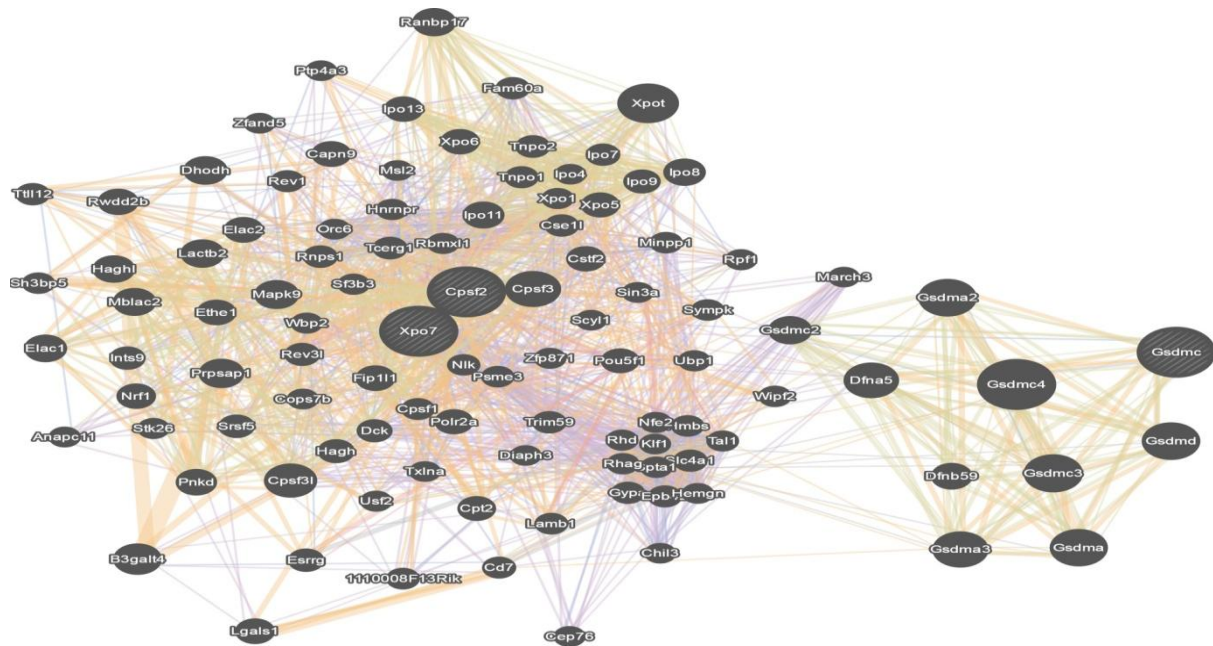 Ranbp17
Ptp4a3
Fam60a
Xpot
Ipo13
Zfand5
Xpo6
Tnpo2
Capn9
Ipo7
Dhodh
Msl2
Ipo4
Ipo8
Rev1
Tnpo1
Ipo9
Ttll12
Rwdd2b
Xpo1
Xpo5
Hnrnpr
Ipo11
Elac2
Orc6
Cse1l
Tcerg1
Rbmxl1
Minpp1
Lactb2
Rnps1
Cstf2
Rpf1
Haghl
Sh3bp5
Sf3b3
March3
Mblac2
Mapk9
Cpsf2
Cpsf3
Sin3a
Gsdma2
Ethe1
Wbp2
Scyl1
Sympk
Xpo7
Gsdmc2
Elac1
Ints9
Rev3l
Nlk
Zfp871
Pou5f1
Ubp1
Gsdmc
Prpsap1
Fip1l1
Psme3
Dfna5
Gsdmc4
Nrf1
Cops7b
Wipf2
Cpsf1
Stk26
Srsf5
Dck
Polr2a
Trim59
Nfe2
Anapc11
Rhd
Klf1
Tal1
Gsdmd
Hagh
Diaph3
Rhag
Slc4a1
Pnkd
Cpsf3l
Txlna
Dfnb59
Gsdmc3
Usf2
Cpt2
Hemgn
Lamb1
Gsdma3
Gsdma
B3galt4
Esrrg
Chil3
Cd7
1110008F13Rik
Lgals1
Cep76